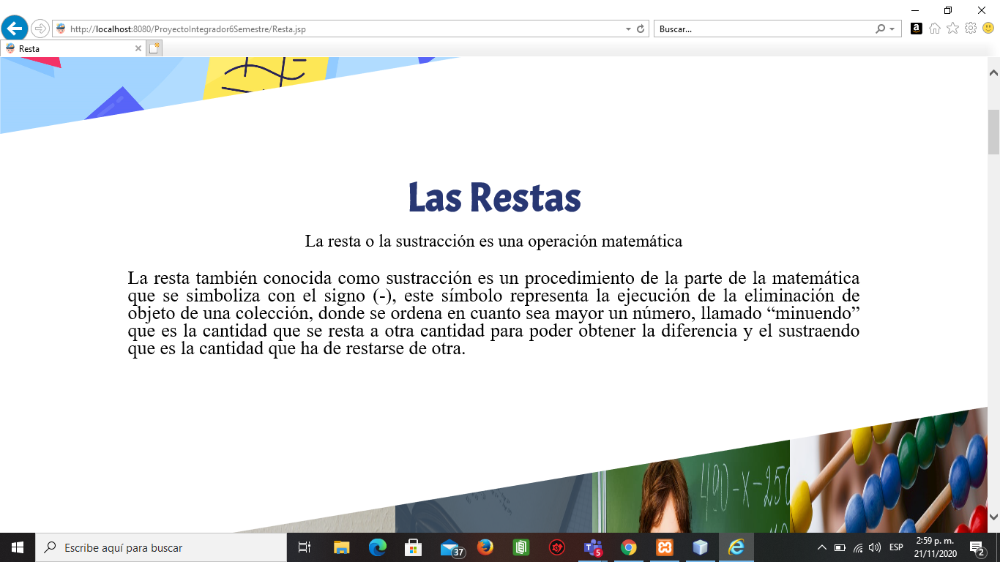 http://localhost:8080/ProyectoIntegrador6Semestre/Resta.jsp
Buscar...
Resta
Las Restas
La resta o la sustracción es una operación matemática
La resta también conocida como sustracción es un procedimiento de la parte de la matemática
que se simboliza con el signo (-), este símbolo representa la ejecución de la eliminación de
objeto de una colección, donde se ordena en cuanto sea mayor un número, llamado “minuendo”
que es la cantidad que se resta a otra cantidad para poder obtener la diferencia y el sustraendo
que es la cantidad que ha de restarse de otra.
490-x=250
Escribe aquí para buscar
37
5
ESP
2:59 p. m.
21/11/2020
2